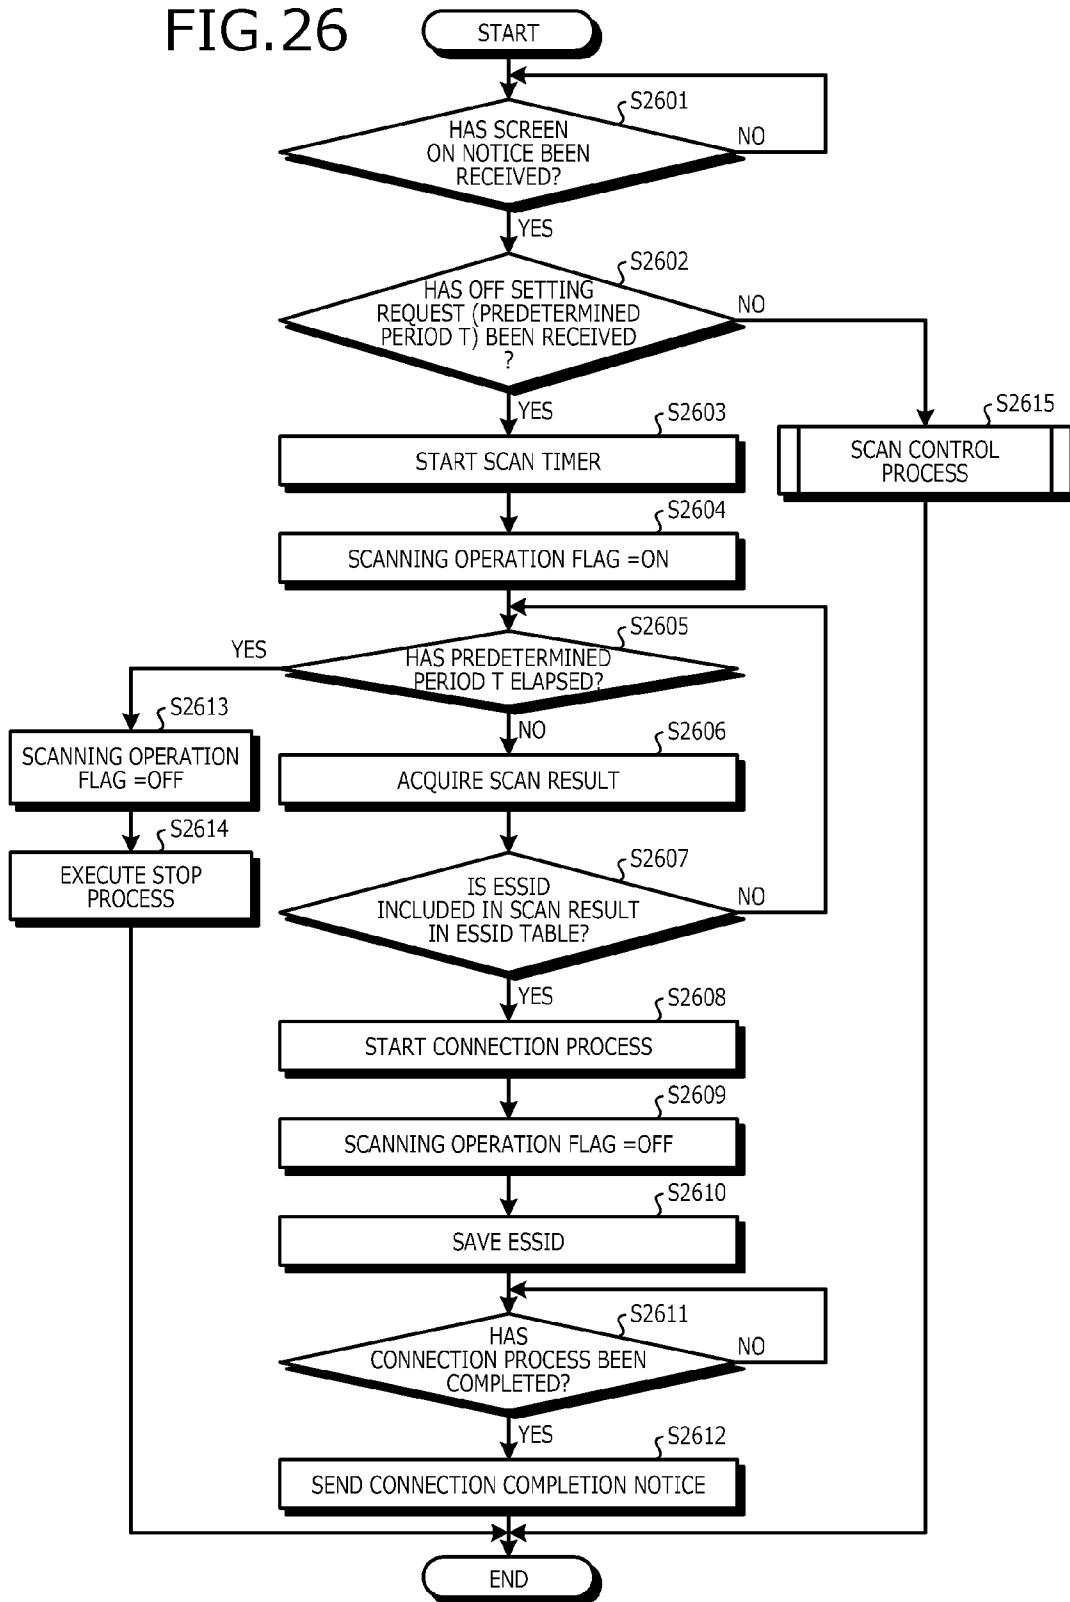 FIG.26
START
S2601
HAS SCREEN
ON NOTICE BEEN
RECEIVED?
NO
YES
S2602
HAS OFF SETTING
REQUEST (PREDETERMINED
PERIOD T) BEEN RECEIVED
?
NO
YES
S2603
START SCAN TIMER
S2615
SCAN CONTROL
PROCESS
S2604
SCANNING OPERATION FLAG =ON
S2605
HAS PREDETERMINED
PERIOD T ELAPSED?
YES
NO
S2613
SCANNING OPERATION
FLAG =OFF
S2606
ACQUIRE SCAN RESULT
S2614
EXECUTE STOP
PROCESS
S2607
IS ESSID
INCLUDED IN SCAN RESULT
IN ESSID TABLE?
NO
YES
S2608
START CONNECTION PROCESS
S2609
SCANNING OPERATION FLAG =OFF
S2610
SAVE ESSID
S2611
HAS
CONNECTION PROCESS BEEN
COMPLETED?
NO
YES
S2612
SEND CONNECTION COMPLETION NOTICE
END